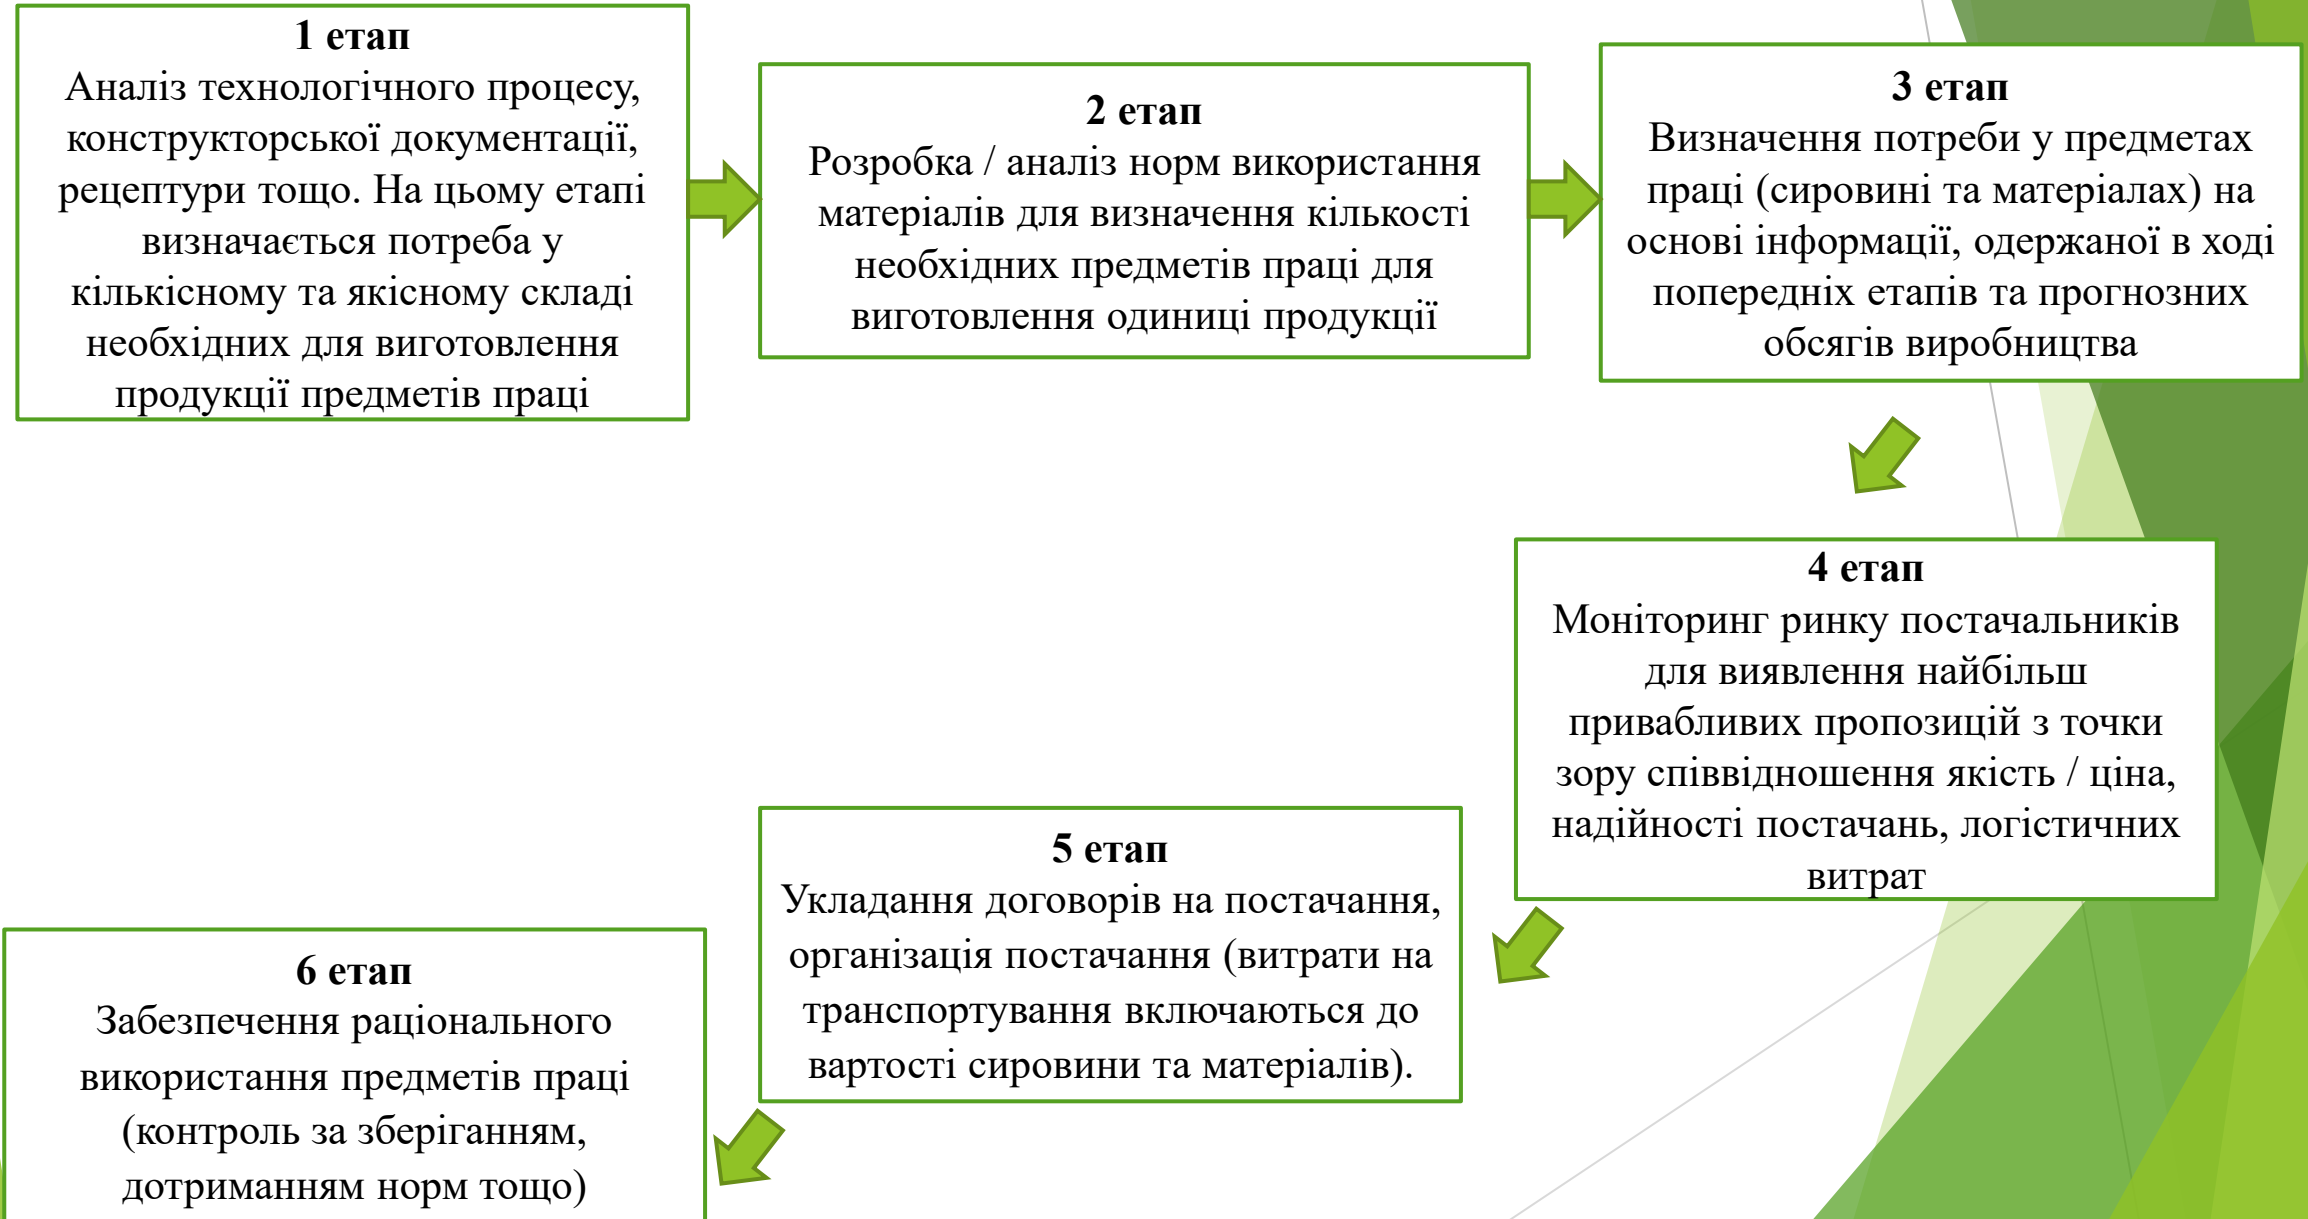 1 етап
Аналіз технологічного процесу,
конструкторської документації,
рецептури тощо. На цьому етапі
визначається потреба у
кількісному та якісному складі
необхідних для виготовлення
продукції предметів праці
2 етап
Розробка / аналіз норм використання
матеріалів для визначення кількості
необхідних предметів праці для
виготовлення одиниці продукції
3 етап
Визначення потреби у предметах
праці (сировині та матеріалах) на
основі інформації, одержаної в ході
попередніх етапів та прогнозних
обсягів виробництва
4 етап
Моніторинг ринку постачальників
для виявлення найбільш
привабливих пропозицій з точки
зору співвідношення якість / ціна,
надійності постачань, логістичних
витрат
5 етап
Укладання договорів на постачання,
організація постачання (витрати на
транспортування включаються до
вартості сировини та матеріалів).
6 етап
Забезпечення раціонального
використання предметів праці
(контроль за зберіганням,
дотриманням норм тощо)